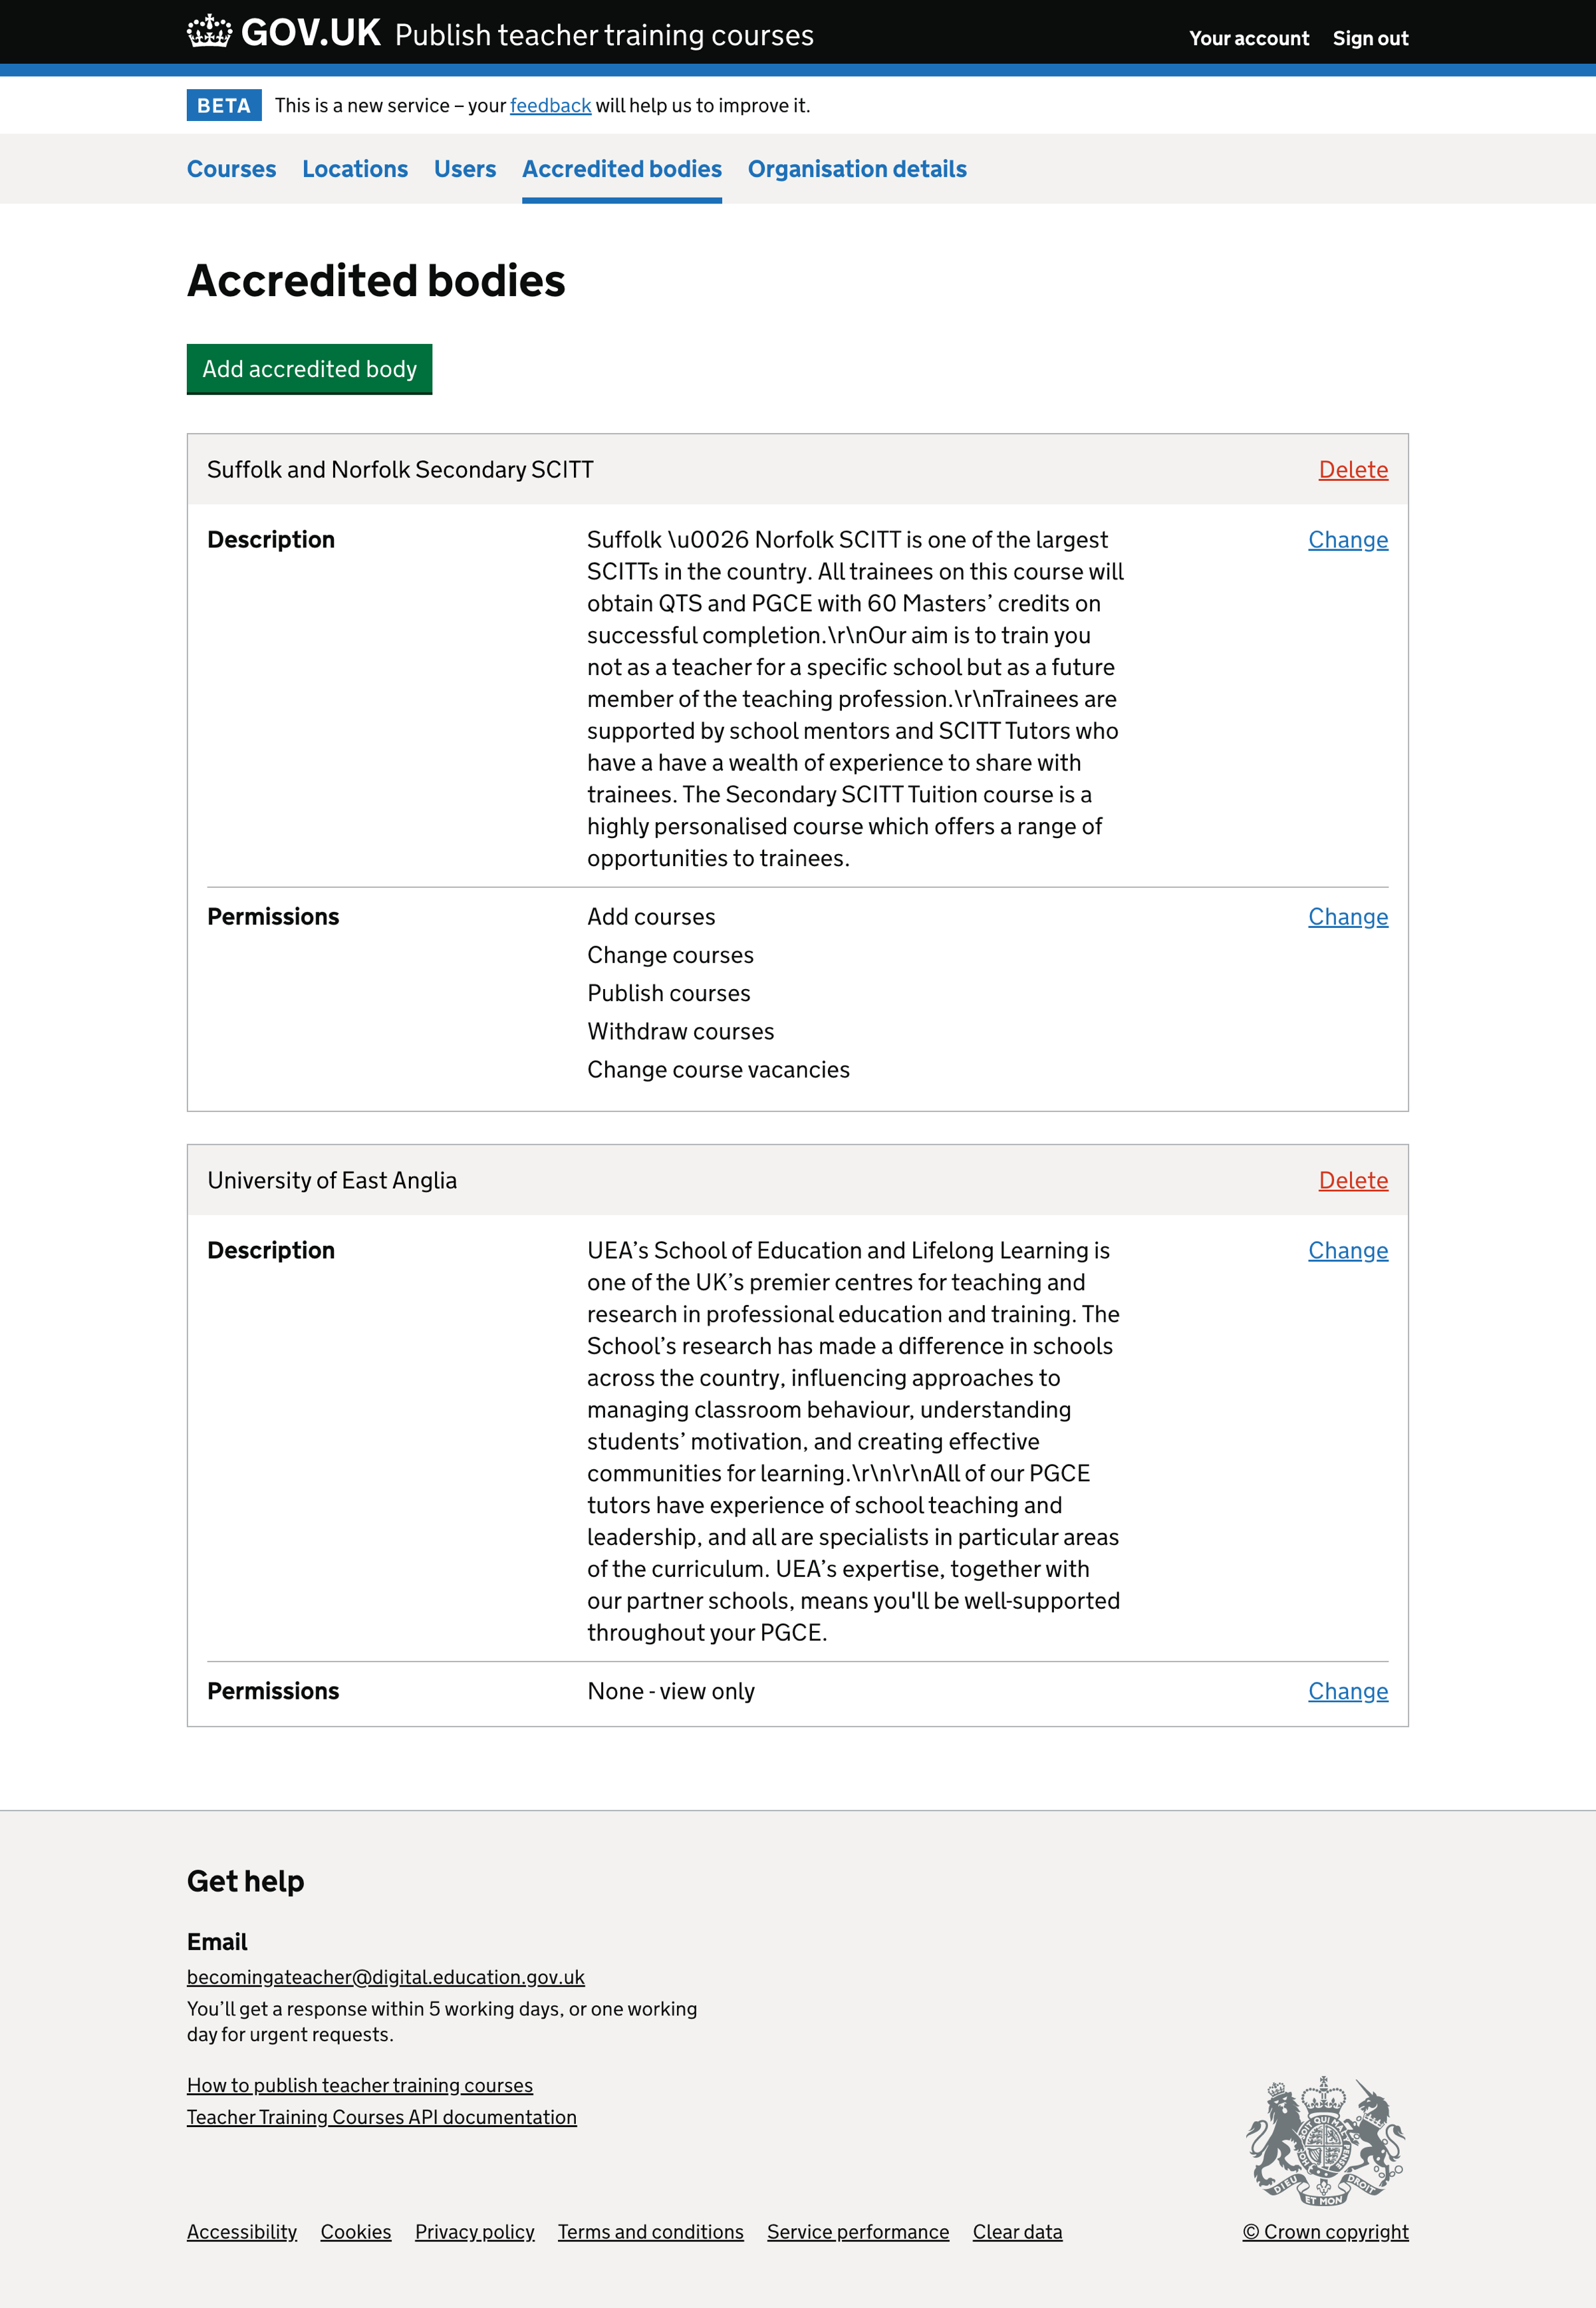 GOV.UK Publish teacher training courses Your account Sign out
BETA This is a new service – your feedback will help us to improve it.
Courses Locations Users Accredited bodies Organisation details
Accredited bodies
Add accredited body
Suffolk and Norfolk Secondary SCITT Delete
Description Suffolk \u0026 Norfolk SCITT is one of the largest Change
SCITTs in the country. All trainees on this course will
obtain QTS and PGCE with 60 Masters’ credits on
successful completion.\r\nOur aim is to train you
not as a teacher for a specific school but as a future
member of the teaching profession.\r\nTrainees are
supported by school mentors and SCITT Tutors who
have a have a wealth of experience to share with
trainees. The Secondary SCITT Tuition course is a
highly personalised course which offers a range of
opportunities to trainees.
Permissions Add courses Change
Change courses
Publish courses
Withdraw courses
Change course vacancies
University of East Anglia Delete
Description UEA’s School of Education and Lifelong Learning is Change
one of the UK’s premier centres for teaching and
research in professional education and training. The
School’s research has made a difference in schools
across the country, influencing approaches to
managing classroom behaviour, understanding
students’ motivation, and creating effective
communities for learning.\r\n\r\nAll of our PGCE
tutors have experience of school teaching and
leadership, and all are specialists in particular areas
of the curriculum. UEA’s expertise, together with
our partner schools, means you'll be well-supported
throughout your PGCE.
Permissions None - view only Change
Get help
Email
becomingateacher@digital.education.gov.uk
You’ll get a response within 5 working days, or one working
day for urgent requests.
How to publish teacher training courses
Teacher Training Courses API documentation
DIEU ET MON DROIT
Accessibility Cookies Privacy policy Terms and conditions Service performance Clear data © Crown copyright